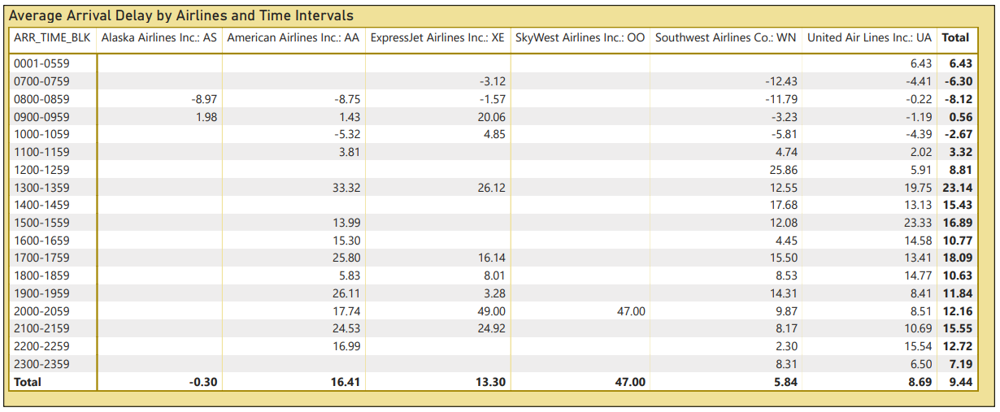 Average Arrival Delay by Airlines and Time Intervals
ARR_TIME_BLK Alaska Airlines Inc.: AS American Airlines Inc.: AA ExpressJet Airlines Inc.: XE SkyWest Airlines Inc.: OO Southwest Airlines Co.: WN United Air Lines Inc.: UA Total
0001-0559 6.43 6.43
0700-0759 -3.12 -12.43 -4.41 -6.30
0800-0859 -8.97 -8.75 -1.57 -11.79 -0.22 -8.12
0900-0959 1.98 1.43 20.06 -3.23 -1.19 0.56
1000-1059 -5.32 4.85 -5.81 -4.39 -2.67
1100-1159 3.81 4.74 2.02 3.32
1200-1259 25.86 5.91 8.81
1300-1359 33.32 26.12 12.55 19.75 23.14
1400-1459 17.68 13.13 15.43
1500-1559 13.99 12.08 23.33 16.89
1600-1659 15.30 4.45 14.58 10.77
1700-1759 25.80 16.14 15.50 13.41 18.09
1800-1859 5.83 8.01 8.53 14.77 10.63
1900-1959 26.11 3.28 14.31 8.41 11.84
2000-2059 17.74 49.00 47.00 9.87 8.51 12.16
2100-2159 24.53 24.92 8.17 10.69 15.55
2200-2259 16.99 2.30 15.54 12.72
2300-2359 8.31 6.50 7.19
Total -0.30 16.41 13.30 47.00 5.84 8.69 9.44